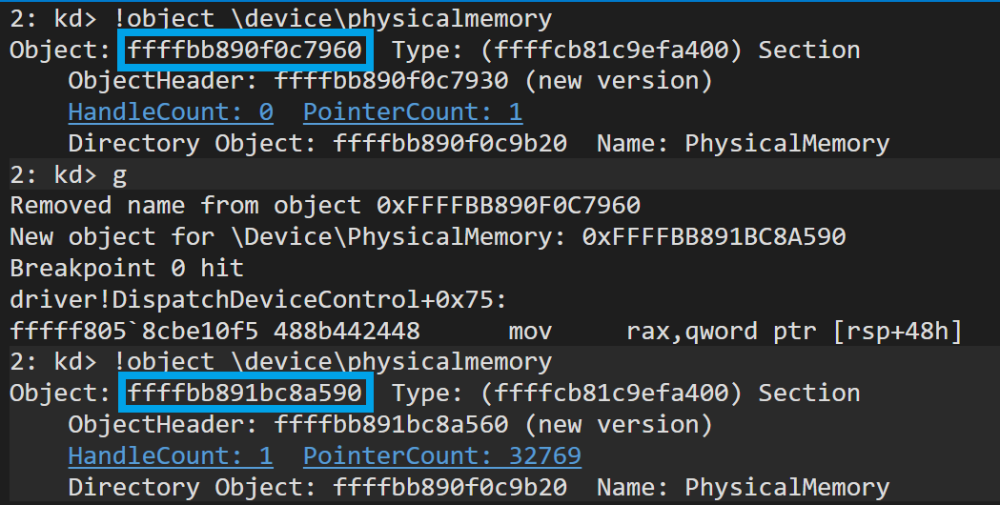 2: kd> !object \device\physicalmemory
Object: ffffbb890f0c7960  Type: (ffffcb81c9efa400) Section
    ObjectHeader: ffffbb890f0c7930 (new version)
    HandleCount: 0  PointerCount: 1
    Directory Object: ffffbb890f0c9b20  Name: PhysicalMemory
2: kd> g
Removed name from object 0xFFFFBB890F0C7960
New object for \Device\PhysicalMemory: 0xFFFFBB891BC8A590
Breakpoint 0 hit
driver!DispatchDeviceControl+0x75:
fffff805`8cbe10f5 488b442448      mov     rax,qword ptr [rsp+48h]
2: kd> !object \device\physicalmemory
Object: ffffbb891bc8a590  Type: (ffffcb81c9efa400) Section
    ObjectHeader: ffffbb891bc8a560 (new version)
    HandleCount: 1  PointerCount: 32769
    Directory Object: ffffbb890f0c9b20  Name: PhysicalMemory